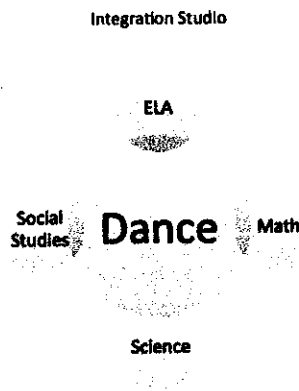 Integration Studio
ELA
Social
Studies
Dance
Math
Science